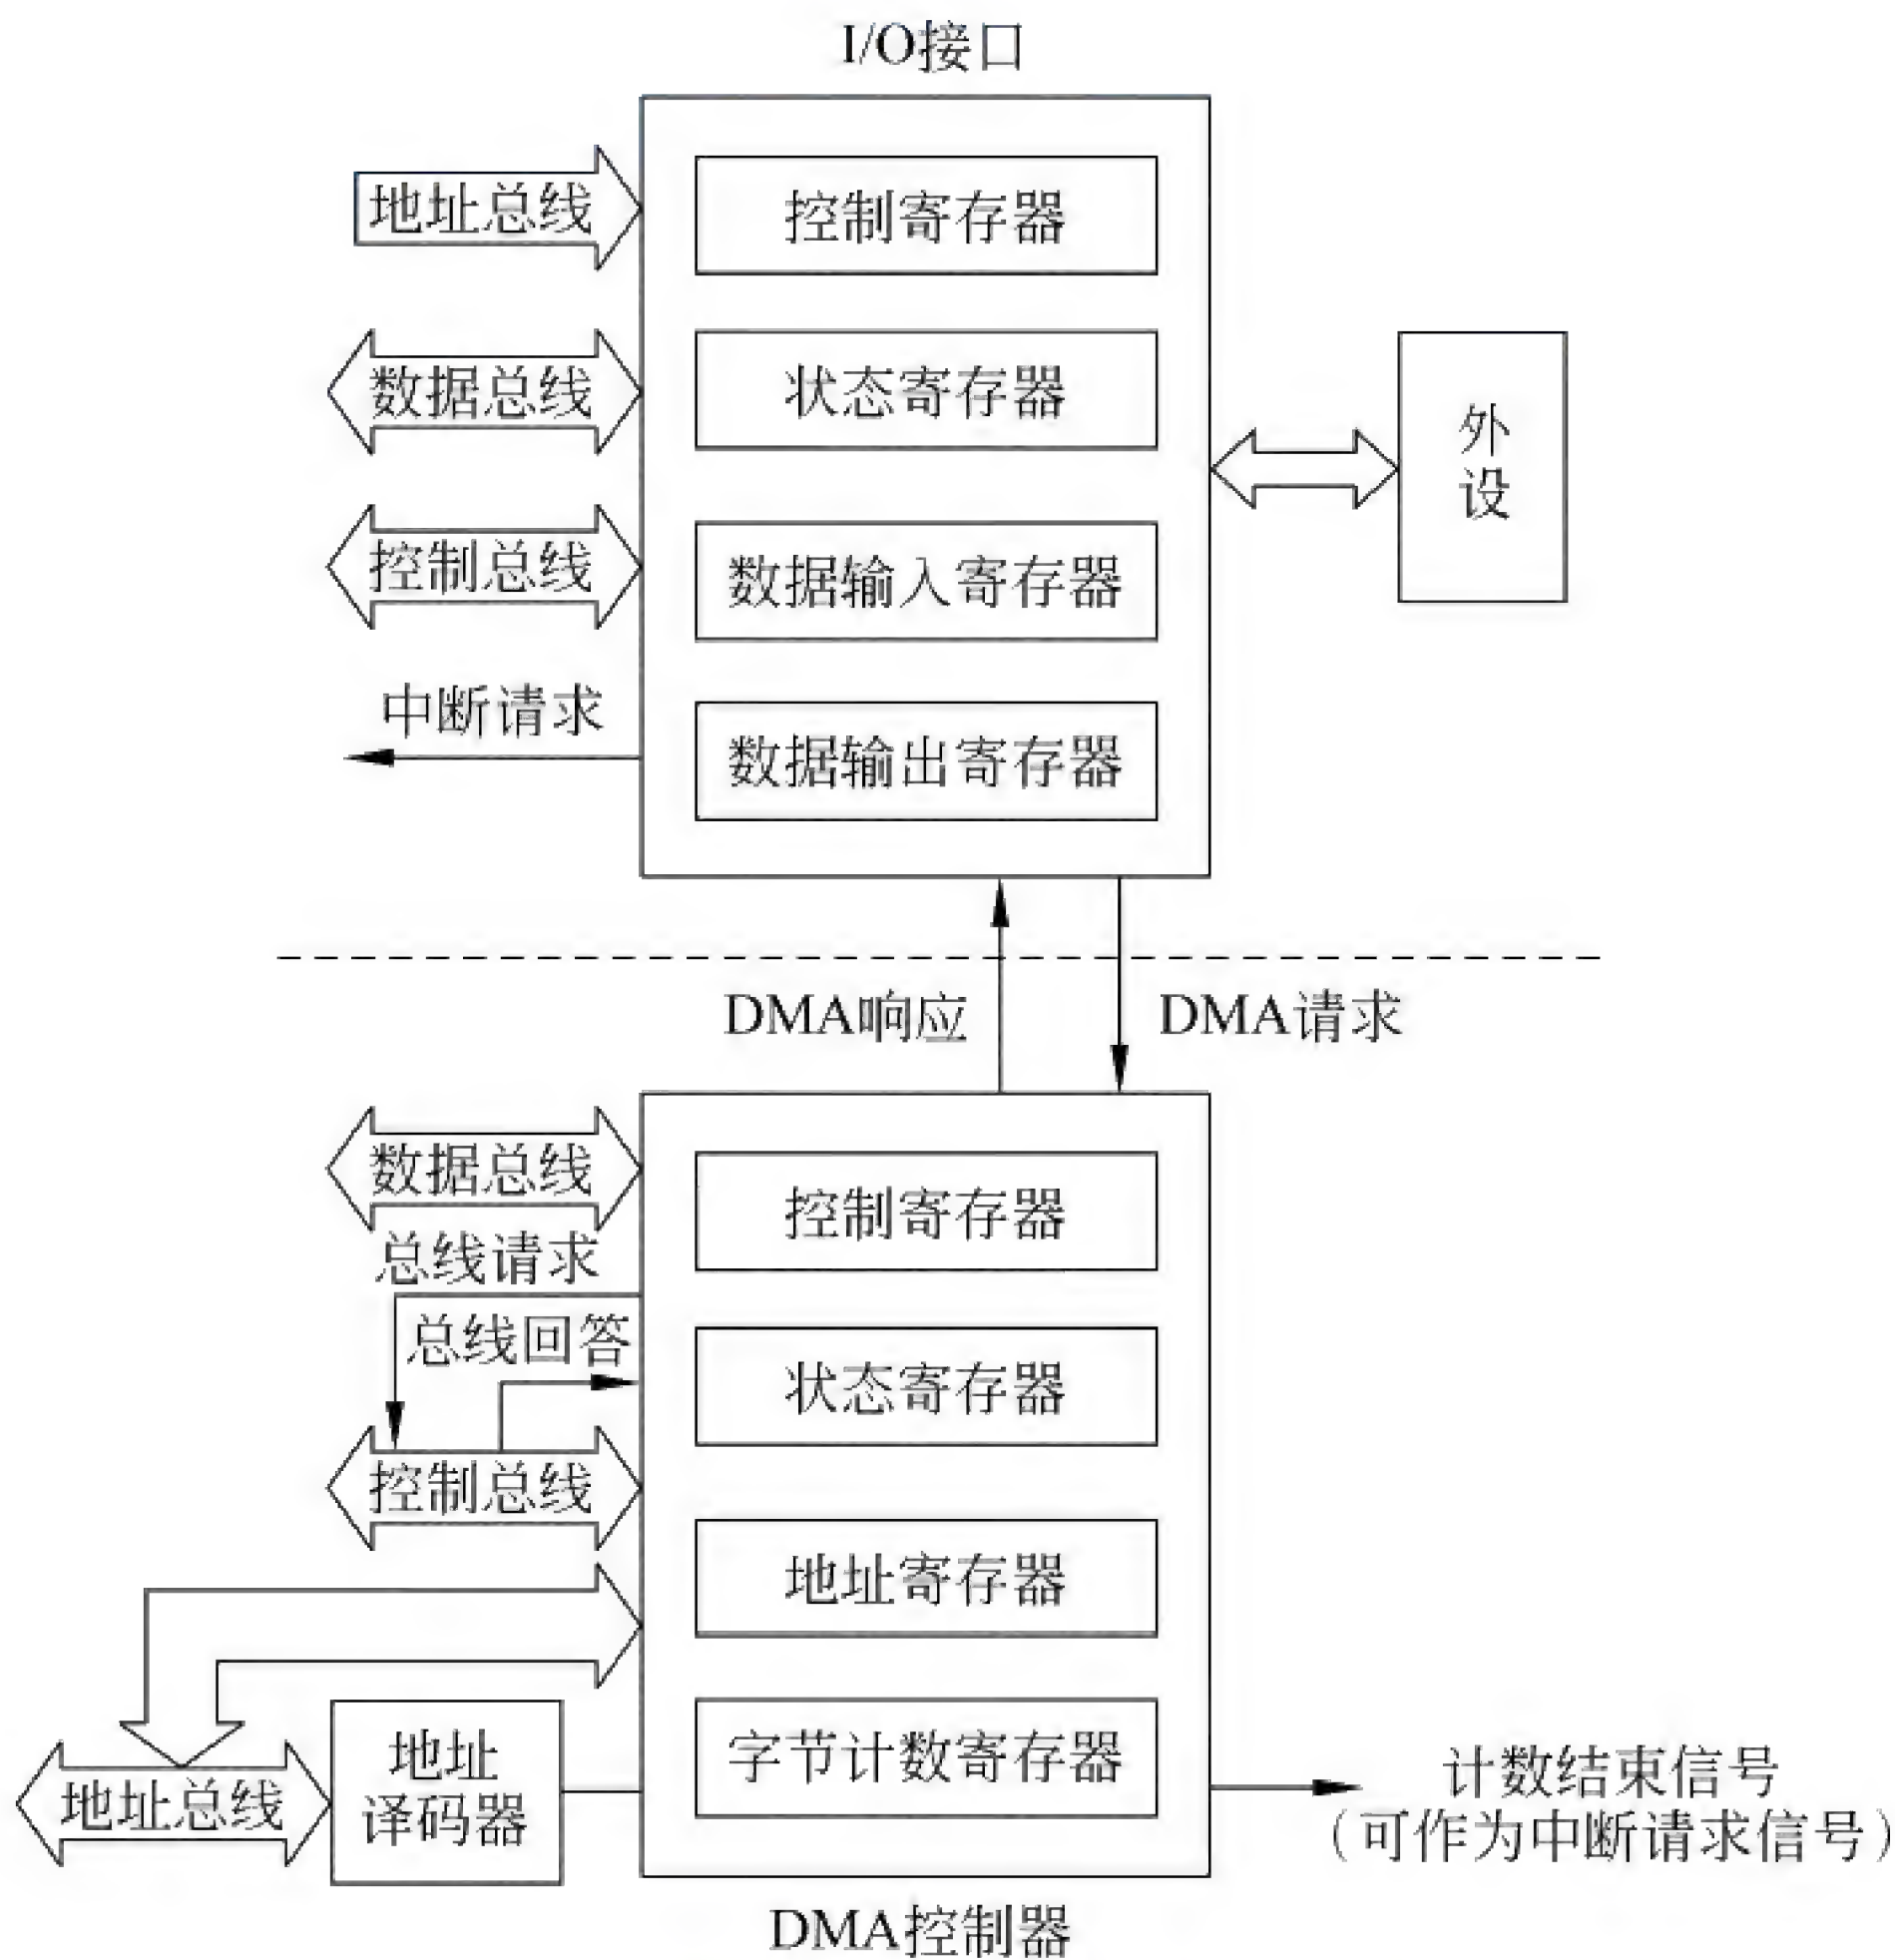 I/O接口
地址总线
控制寄存器
数据总线
状态寄存器
外
设
控制总线
数据输入寄存器
中断请求
数据输出寄存器
DMA响应
DMA请求
数据总线
控制寄存器
总线请求
总线回答
状态寄存器
控制总线
地址寄存器
地址总线
地址
译码器
字节计数寄存器
计数结束信号
(可作为中断请求信号)
DMA控制器